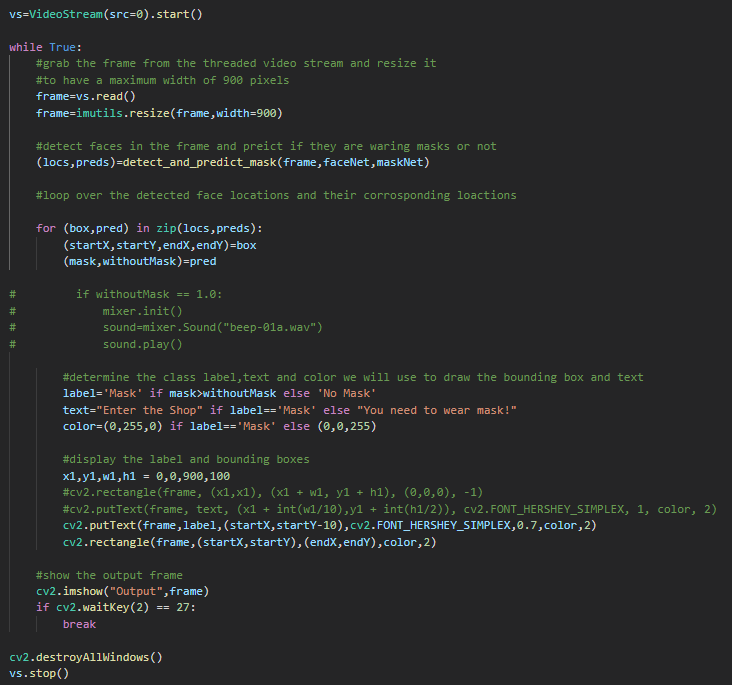 vs=VideoStream(src=0).start()
while True:
#grab the frame from the threaded video stream and resize it
#to have a maximum width of 900 pixels
frame=vs.read()
frame=imutils.resize(frame,width=900)
#detect faces in the frame and preict if they are waring masks or not
(locs,preds)=detect_and_predict_mask(frame,faceNet,maskNet)
#loop over the detected face locations and their corrosponding loactions
for (box,pred) in zip(locs,preds):
(startX,startY,endX,endY)=box
(mask,withoutMask)=pred
# if withoutMask == 1.0:
# mixer.init()
# sound=mixer.Sound("beep-01a.wav")
# sound.play()
#determine the class label,text and color we will use to draw the bounding box and text
label='Mask' if mask>withoutMask else 'No Mask'
text="Enter the Shop" if label=='Mask' else "You need to wear mask!"
color=(0,255,0) if label=='Mask' else (0,0,255)
#display the label and bounding boxes
x1,y1,w1,h1 = 0,0,900,100
#cv2.rectangle(frame, (x1,x1), (x1 + w1, y1 + h1), (0,0,0), -1)
#cv2.putText(frame, text, (x1 + int(w1/10),y1 + int(h1/2)), cv2.FONT_HERSHEY_SIMPLEX, 1, color, 2)
cv2.putText(frame,label,(startX,startY-10),cv2.FONT_HERSHEY_SIMPLEX,0.7,color,2)
cv2.rectangle(frame,(startX,startY),(endX,endY),color,2)
#show the output frame
cv2.imshow("Output",frame)
if cv2.waitKey(2) == 27:
break
cv2.destroyAllWindows()
vs.stop()